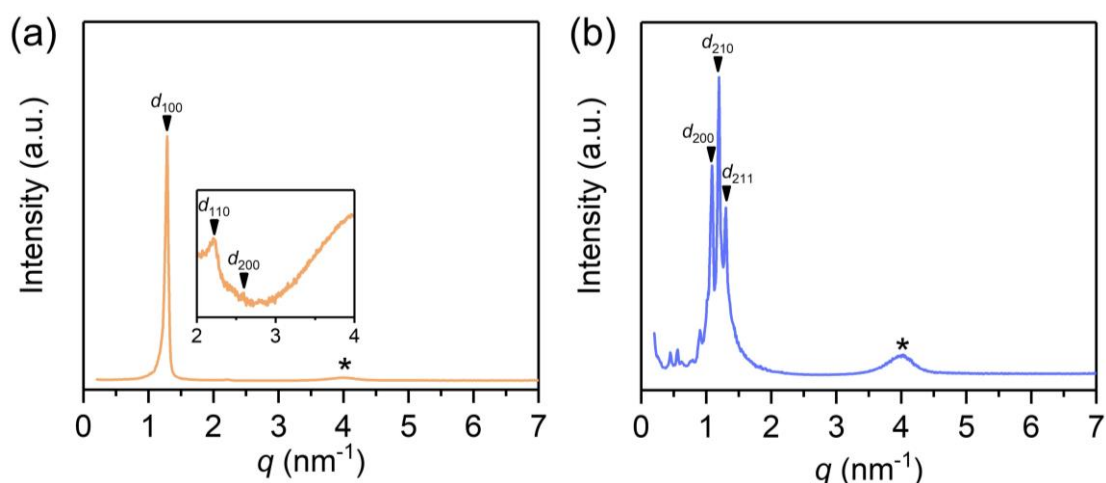 (a)
Intensity (a.u.)
d100
d110
d200
2 3 4
*
0 1 2 3 4 5 6 7
q (nm-1)
(b)
Intensity (a.u.)
d210
d200
d211
*
0 1 2 3 4 5 6 7
q (nm-1)